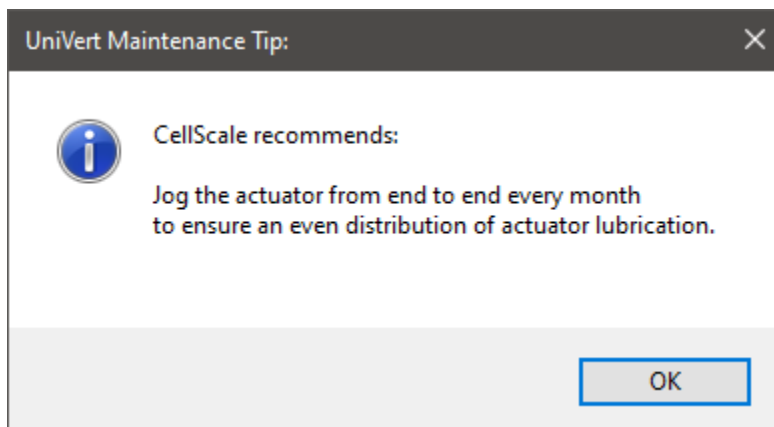 UniVert Maintenance Tip:
CellScale recommends:
Jog the actuator from end to end every month
to ensure an even distribution of actuator lubrication.
OK